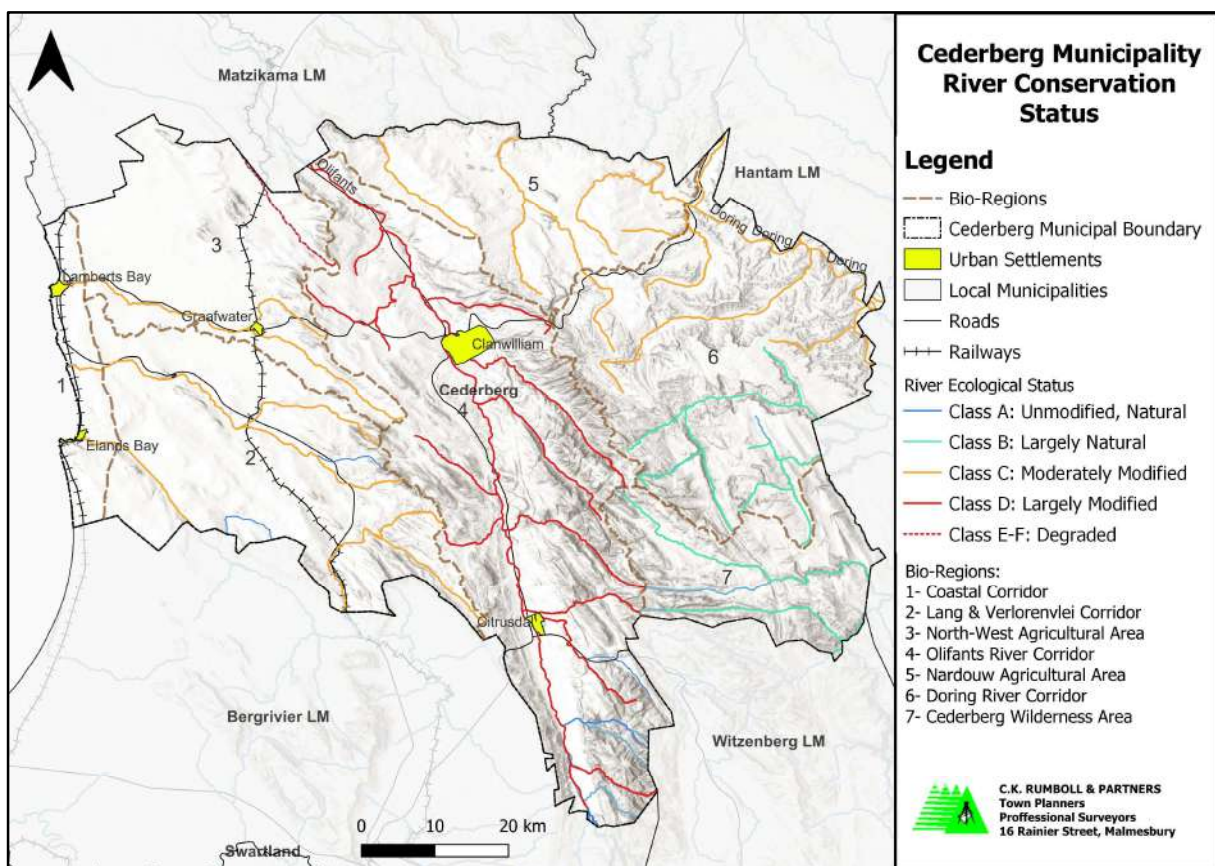 Matzikama LM
Hantam LM
Olifants
5
Doring
Doring
Doring
3
Lamberts Bay
Graafwater
Clanwilliam
6
1
Cederberg
4
Elands Bay
2
7
Citrusda
Bergrivier LM
Witzenberg LM
0 10 20 km
Swartland
Cederberg Municipality
River Conservation
Status
Legend
Bio-Regions
Cederberg Municipal Boundary
Urban Settlements
Local Municipalities
Roads
Railways
River Ecological Status
Class A: Unmodified, Natural
Class B: Largely Natural
Class C: Moderately Modified
Class D: Largely Modified
Class E-F: Degraded
Bio-Regions:
1- Coastal Corridor
2- Lang & Verlorenvlei Corridor
3- North-West Agricultural Area
4- Olifants River Corridor
5- Nardouw Agricultural Area
6- Doring River Corridor
7- Cederberg Wilderness Area
C.K. RUMBOLL & PARTNERS
Town Planners
Proffessional Surveyors
16 Rainier Street, Malmesbury